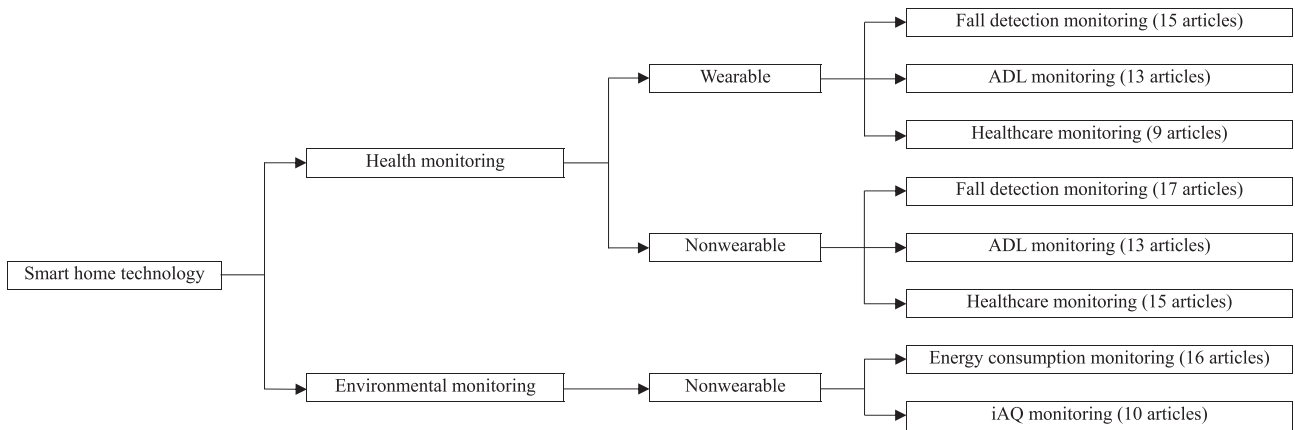 Smart home technology
Health monitoring
Environmental monitoring
Wearable
Nonwearable
Nonwearable
Fall detection monitoring (15 articles)
ADL monitoring (13 articles)
Healthcare monitoring (9 articles)
Fall detection monitoring (17 articles)
ADL monitoring (13 articles)
Healthcare monitoring (15 articles)
Energy consumption monitoring (16 articles)
iAQ monitoring (10 articles)